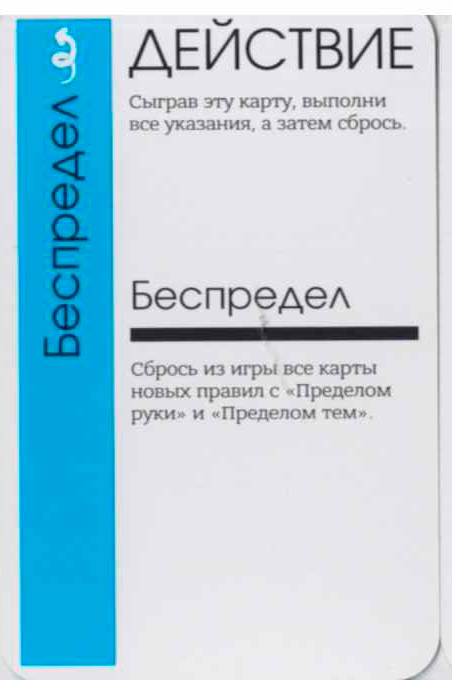 Беспредел
ДЕЙСТВИЕ
Сыграв эту карту, выполни
все указания, а затем сбрось.
Беспредел
Сбрось из игры все карты
новых правил с «Пределом
руки» и «Пределом тем».